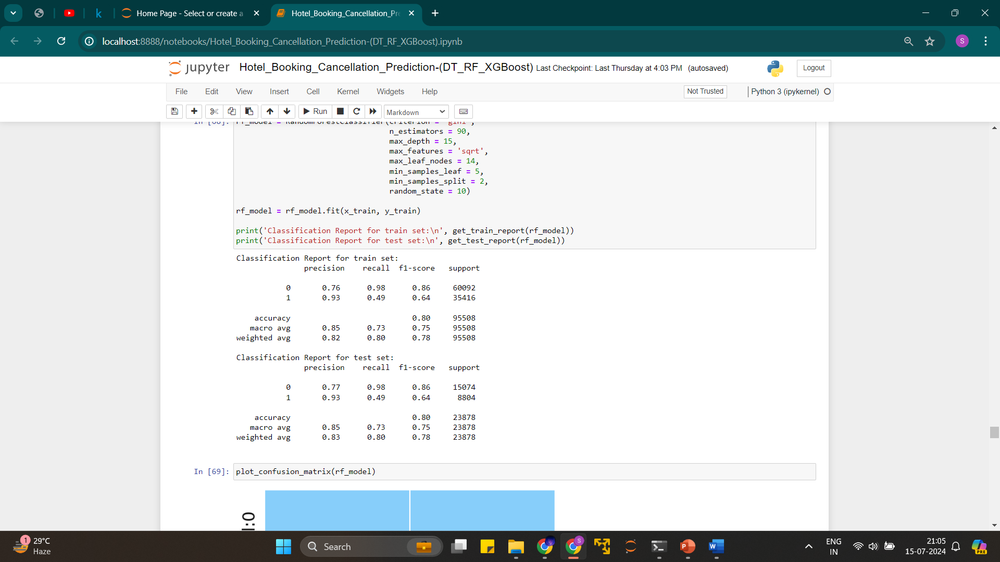 Home Page - Select or create a
Hotel_Booking_Cancellation_Pre
localhost:8888/notebooks/Hotel_Booking_Cancellation_Prediction-(DT_RF_XGBoost).ipynb
S
jupyter Hotel_Booking_Cancellation_Prediction-(DT_RF_XGBoost) Last Checkpoint: Last Thursday at 4:03 PM (autosaved)
Logout
File Edit View Insert Cell Kernel Widgets Help
Not Trusted
Python 3 (ipykernel)
Run
Markdown
In [68]: rf_model = RandomForestClassifier(criterion = 'gini',
n_estimators = 90,
max_depth = 15,
max_features = 'sqrt',
max_leaf_nodes = 14,
min_samples_leaf = 5,
min_samples_split = 2,
random_state = 10)
rf_model = rf_model.fit(x_train, y_train)
print('Classification Report for train set:\n', get_train_report(rf_model))
print('Classification Report for test set:\n', get_test_report(rf_model))
Classification Report for train set:
precision recall f1-score support
0 0.76 0.98 0.86 60092
1 0.93 0.49 0.64 35416
accuracy 0.80 95508
macro avg 0.85 0.73 0.75 95508
weighted avg 0.82 0.80 0.78 95508
Classification Report for test set:
precision recall f1-score support
0 0.77 0.98 0.86 15074
1 0.93 0.49 0.64 8804
accuracy 0.80 23878
macro avg 0.85 0.73 0.75 23878
weighted avg 0.83 0.80 0.78 23878
In [69]: plot_confusion_matrix(rf_model)
l:0
1
29°C
Haze
Search
S
P
W
ENG
IN
21:05
15-07-2024
PRE